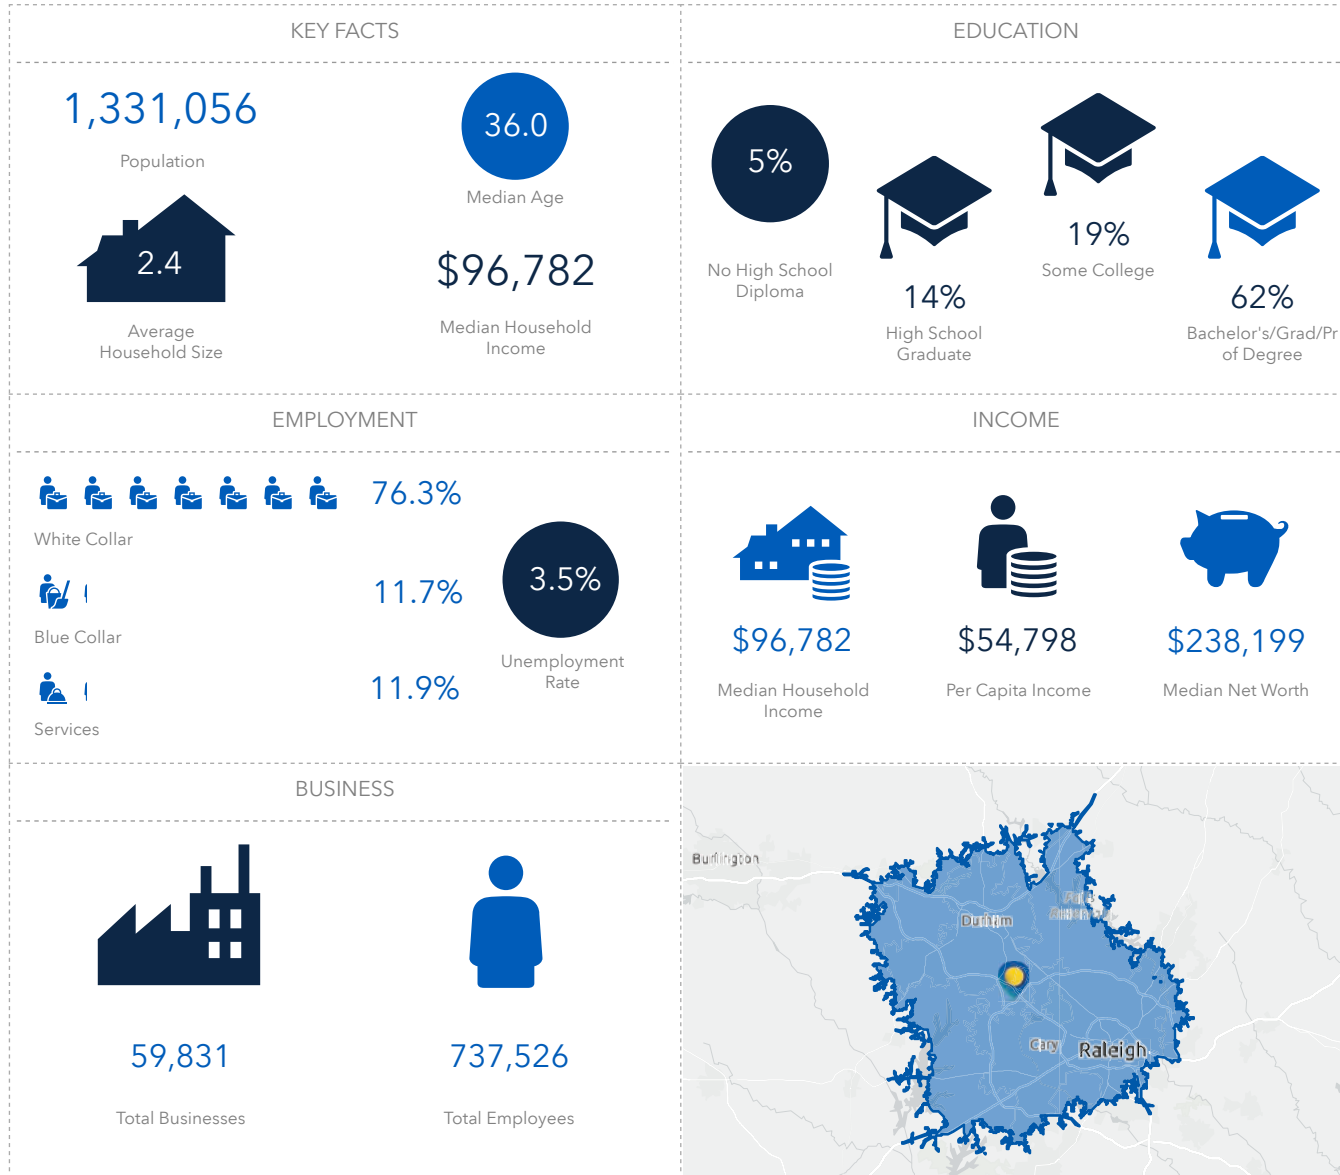 KEY FACTS
1,331,056
Population
36.0
Median Age
2.4
Average
Household Size
$96,782
Median Household
Income
EDUCATION
5%
No High School
Diploma
14%
High School
Graduate
19%
Some College
62%
Bachelor's/Grad/Pr
of Degree
EMPLOYMENT
76.3%
White Collar
11.7%
Blue Collar
11.9%
Services
3.5%
Unemployment
Rate
INCOME
$96,782
Median Household
Income
$54,798
Per Capita Income
$238,199
Median Net Worth
BUSINESS
59,831
Total Businesses
737,526
Total Employees
Burlington
Durham
Cary
Raleigh